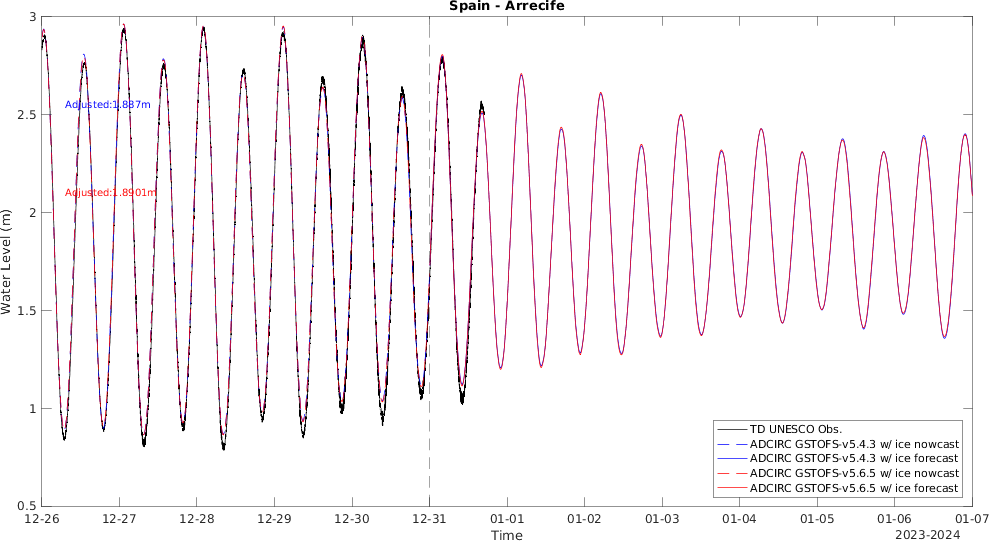 Spain - Arrecife
3
2.5
2
1.5
1
0.5
Water Level (m)
Adjusted:1.887m
Adjusted:1.8901m
TD UNESCO Obs.
ADCIRC GSTOFS-v5.4.3 w/ ice nowcast
ADCIRC GSTOFS-v5.4.3 w/ ice forecast
ADCIRC GSTOFS-v5.6.5 w/ ice nowcast
ADCIRC GSTOFS-v5.6.5 w/ ice forecast
12-26 12-27 12-28 12-29 12-30 12-31 01-01 01-02 01-03 01-04 01-05 01-06 01-07
Time
2023-2024